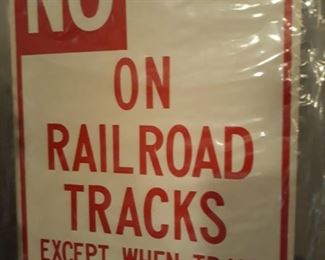 NO
ON
RAILROAD
TRACKS
EXCEPT WHEN